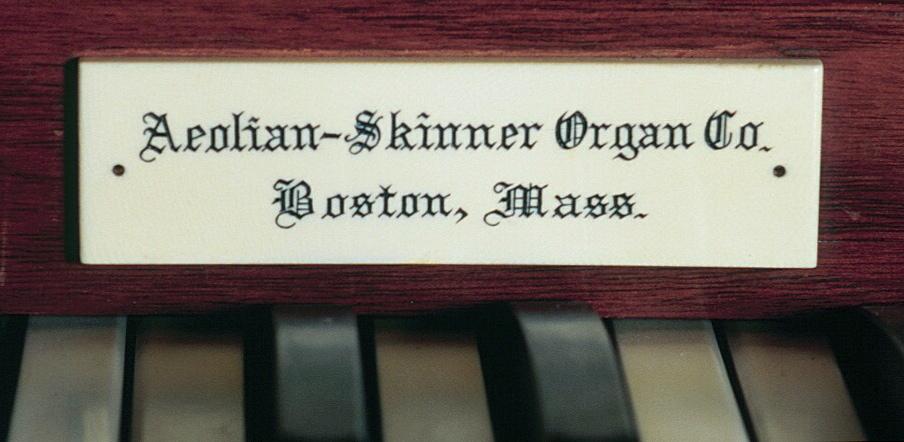 Aeolian-Skinner Organ Co.
Boston, Mass.